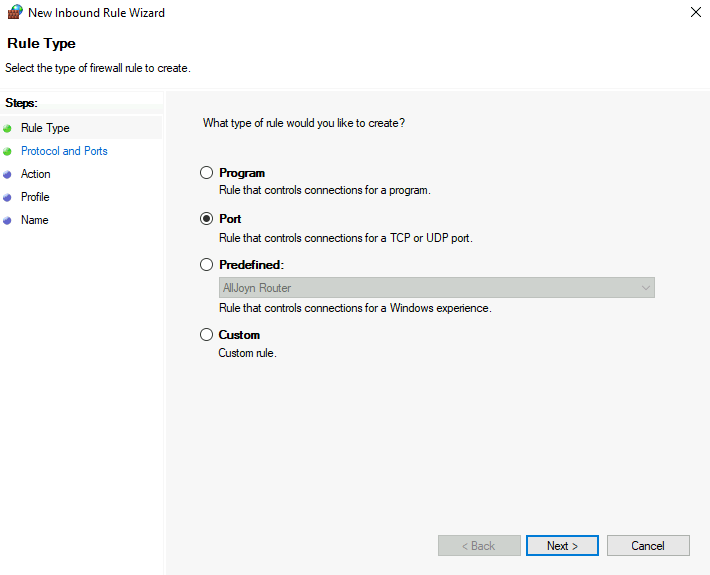 New Inbound Rule Wizard
Rule Type
Select the type of firewall rule to create.
Steps:
Rule Type
Protocol and Ports
Action
Profile
Name
What type of rule would you like to create?
Program
Rule that controls connections for a program.
Port
Rule that controls connections for a TCP or UDP port.
Predefined:
AllJoyn Router
Rule that controls connections for a Windows experience.
Custom
Custom rule.
< Back
Next >
Cancel